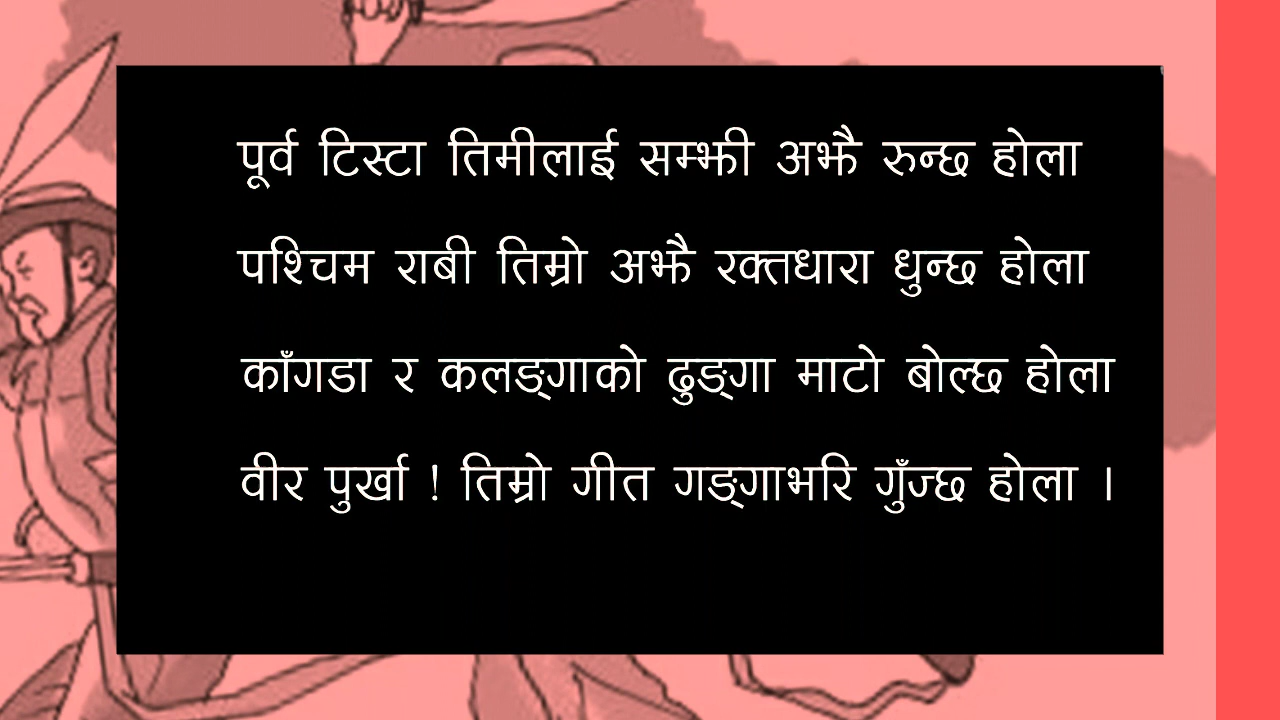 पूर्व टिस्टा तिमीलाई सम्झी अझै रुन्छ होला
पश्चिम राबी तिम्रो अझै रक्तधारा धुन्छ होला
काँगडा र कलङ्गाको ढुङ्गा माटो बोल्छ होला
वीर पुर्खा ! तिम्रो गीत गङ्गाभरि गुँज्छ होला ।